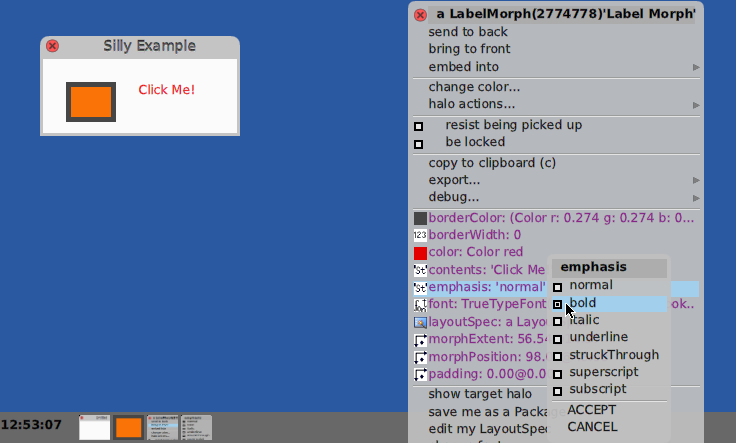 Silly Example
Click Me!
a LabelMorph(2774778)'Label Morph'
send to back
bring to front
embed into
change color...
halo actions...
resist being picked up
be locked
copy to clipboard (c)
export...
debug...
borderColor: (Color r: 0.274 g: 0.274 b: 0...
123 borderWidth: 0
color: Color red
'St' contents: 'Click Me
'St' emphasis: 'normal'
font: TrueTypeFont
layoutSpec: a Layo
morphExtent: 56.54
morphPosition: 98.
padding: 0.00@0.0
show target halo
save me as a Packa
edit my LayoutSpec
emphasis
normal
bold
italic
underline
struckThrough
superscript
subscript
ACCEPT
CANCEL
12:53:07